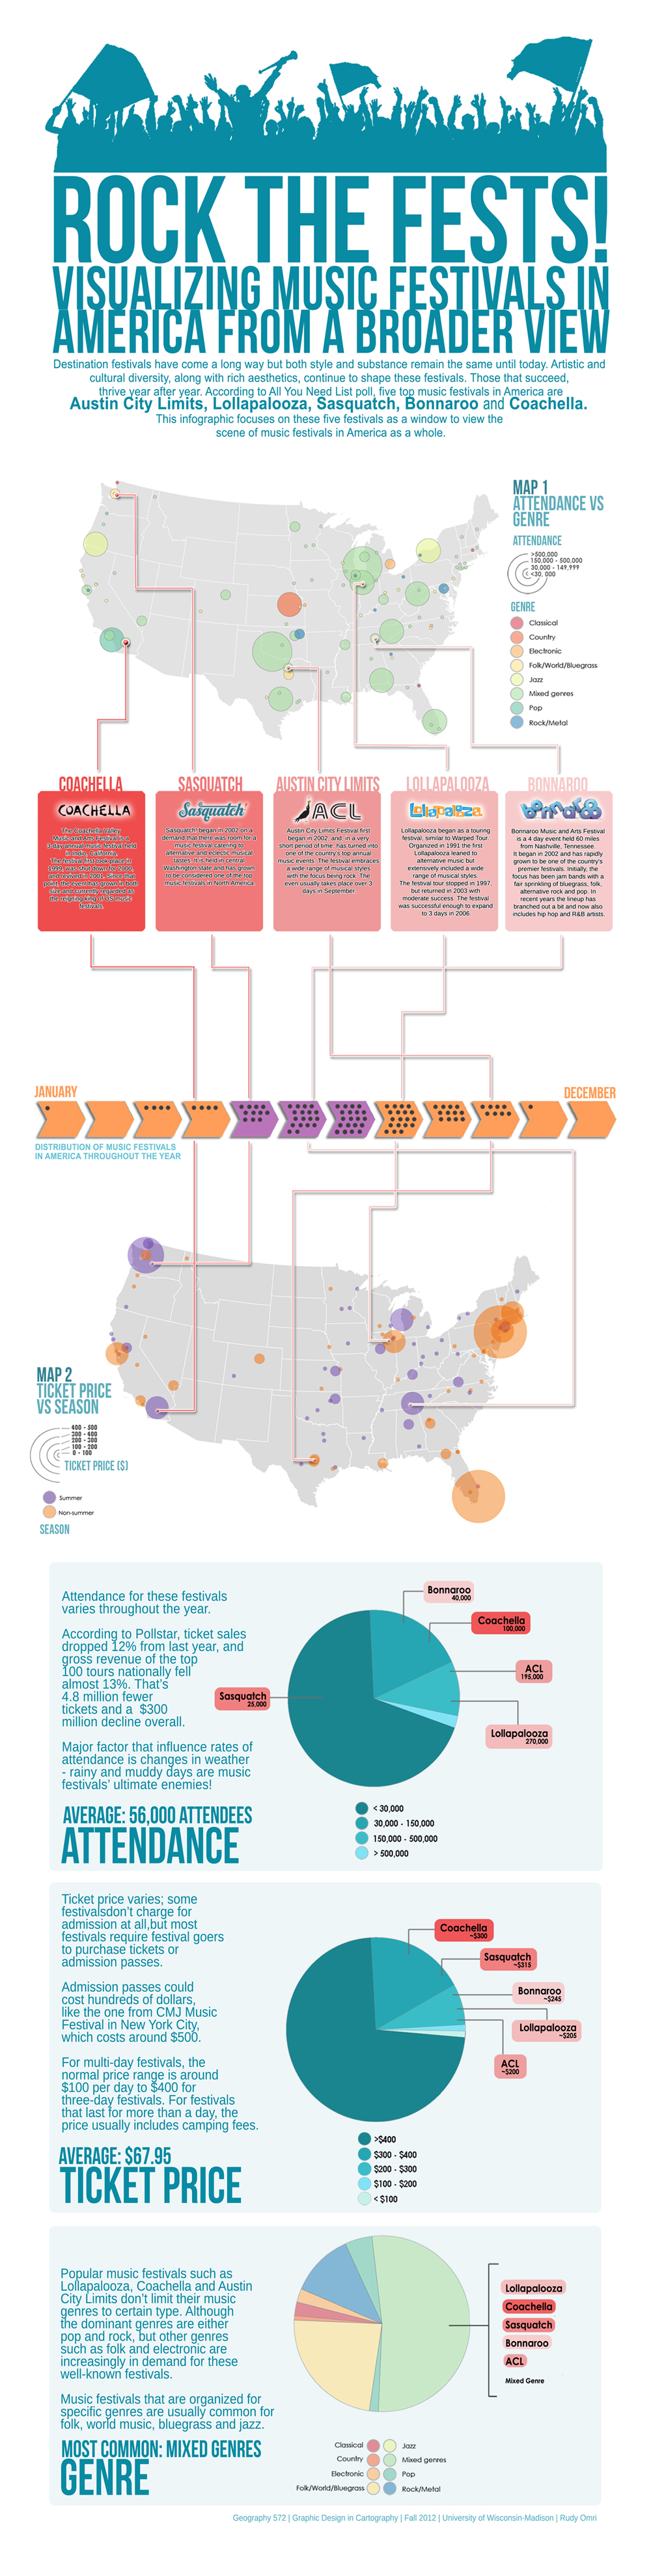 ROCK THE FESTS!
VISUALIZING MUSIC FESTIVALS IN
AMERICA FROM A BROADER VIEW
Destination festivals have come a long way but both style and substance remain the same until today. Artistic and
cultural diversity, along with rich aesthetics, continue to shape these festivals. Those that succeed,
thrive year after year. According to All You Need List poll, five top music festivals in America are
Austin City Limits, Lollapalooza, Sasquatch, Bonnaroo and Coachella.
This infographic focuses on these five festivals as a window to view the
scene of music festivals in America as a whole.
MAP 1
ATTENDANCE VS
GENRE
ATTENDANCE
>500,000
150,000 - 500,000
30,000 - 149,999
<30, 000
GENRE
Classical
Country
Electronic
Folk/World/Bluegrass
Jazz
Mixed genres
Pop
Rock/Metal
COACHELLA
COACHELLA
The Coachella Valley
Music and Arts Festival is a
3-day annual music festival held
in Indio, California.
The festival first took place in
1999, was shut down for 2000,
and revived in 2001. Since that
point, the event has grown in both
size and currently regarded as
the reigning king of US music
festivals.
SASQUATCH
Sasquatch!
Sasquatch! began in 2002 on a
demand that there was room for a
music festival catering to
alternative and eclectic musical
tastes. It is held in central
Washington state and has grown
to be considered one of the top
music festivals in North America
AUSTIN CITY LIMITS
ACL
Austin City Limits Festival first
began in 2002, and, in a very
short period of time, has turned into
one of the country's top annual
music events. The festival embraces
a wide range of musical styles
with the focus being rock. The
even usually takes place over 3
days in September.
LOLLAPALOOZA
Lollapalooza
Lollapalooza began as a touring
festival, similar to Warped Tour.
Organized in 1991 the first
Lollapalooza leaned to
alternative music but
extensively included a wide
range of musical styles.
The festival tour stopped in 1997,
but returned in 2003 with
moderate success. The festival
was successful enough to expand
to 3 days in 2006.
BONNAROO
bonnaroo
Bonnaroo Music and Arts Festival
is a 4 day event held 60 miles
from Nashville, Tennessee.
It began in 2002 and has rapidly
grown to be one of the country's
premier festivals. Initially, the
focus has been jam bands with a
fair sprinkling of bluegrass, folk,
alternative rock and pop. In
recent years the lineup has
branched out a bit and now also
includes hip hop and R&B artists.
JANUARY
DECEMBER
DISTRIBUTION OF MUSIC FESTIVALS
IN AMERICA THROUGHOUT THE YEAR
MAP 2
TICKET PRICE
VS SEASON
400 - 500
300 - 400
200 - 300
100 - 200
0 - 100
TICKET PRICE ($)
Summer
Non-summer
SEASON
Attendance for these festivals
varies throughout the year.
According to Pollstar, ticket sales
dropped 12% from last year, and
gross revenue of the top
100 tours nationally fell
almost 13%. That's
4.8 million fewer
tickets and a $300
million decline overall.
Major factor that influence rates of
attendance is changes in weather
- rainy and muddy days are music
festivals' ultimate enemies!
AVERAGE: 56,000 ATTENDEES
ATTENDANCE
Bonnaroo
40,000
Coachella
100,000
ACL
195,000
Sasquatch
25,000
Lollapalooza
270,000
< 30,000
30,000 - 150,000
150,000 - 500,000
> 500,000
Ticket price varies; some
festivalsdon't charge for
admission at all,but most
festivals require festival goers
to purchase tickets or
admission passes.
Admission passes could
cost hundreds of dollars,
like the one from CMJ Music
Festival in New York City,
which costs around $500.
For multi-day festivals, the
normal price range is around
$100 per day to $400 for
three-day festivals. For festivals
that last for more than a day, the
price usually includes camping fees.
AVERAGE: $67.95
TICKET PRICE
Coachella
~$300
Sasquatch
~$315
Bonnaroo
~$245
Lollapalooza
~$205
ACL
~$200
>$400
$300 - $400
$200 - $300
$100 - $200
< $100
Popular music festivals such as
Lollapalooza, Coachella and Austin
City Limits don't limit their music
genres to certain type. Although
the dominant genres are either
pop and rock, but other genres
such as folk and electronic are
increasingly in demand for these
well-known festivals.
Music festivals that are organized for
specific genres are usually common for
folk, world music, bluegrass and jazz.
MOST COMMON: MIXED GENRES
GENRE
Lollapalooza
Coachella
Sasquatch
Bonnaroo
ACL
Mixed Genre
Classical
Country
Electronic
Folk/World/Bluegrass
Jazz
Mixed genres
Pop
Rock/Metal
Geography 572 | Graphic Design in Cartography | Fall 2012 | University of Wisconsin-Madison | Rudy Omri